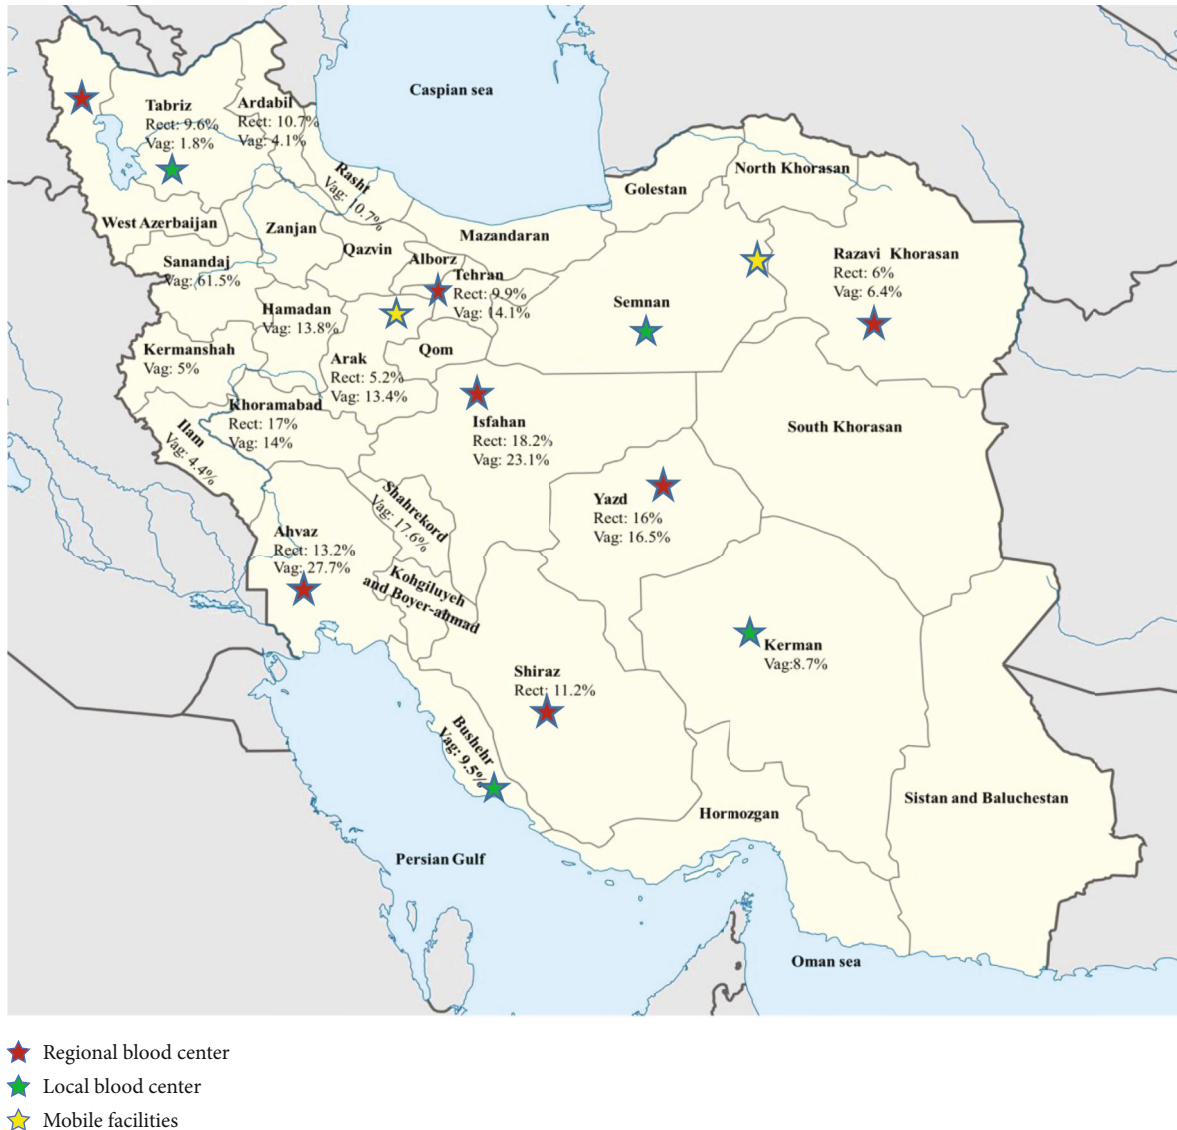 Caspian sea
Tabriz
Rect: 9.6%
Vag: 1.8%
Ardabil
Rect: 10.7%
Vag: 4.1%
Rasht
Vag: 10.7%
Golestan
North Khorasan
West Azerbaijan
Zanjan
Qazvin
Mazandaran
Alborz
Tehran
Rect: 9.9%
Vag: 14.1%
Razavi Khorasan
Rect: 6%
Vag: 6.4%
Sanandaj
Vag: 61.5%
Hamadan
Vag: 13.8%
Semnan
Kermanshah
Vag: 5%
Arak
Rect: 5.2%
Vag: 13.4%
Qom
Khoramabad
Rect: 17%
Vag: 14%
Ilam
Vag: 4.4%
Isfahan
Rect: 18.2%
Vag: 23.1%
South Khorasan
Shahrekord
Vag: 17.6%
Yazd
Rect: 16%
Vag: 16.5%
Ahvaz
Rect: 13.2%
Vag: 27.7%
Kohgiluyeh
and Boyer-ahmad
Kerman
Vag:8.7%
Shiraz
Rect: 11.2%
Bushehr
Vag: 9.5%
Sistan and Baluchestan
Hormozgan
Persian Gulf
Oman sea
Regional blood center
Local blood center
Mobile facilities